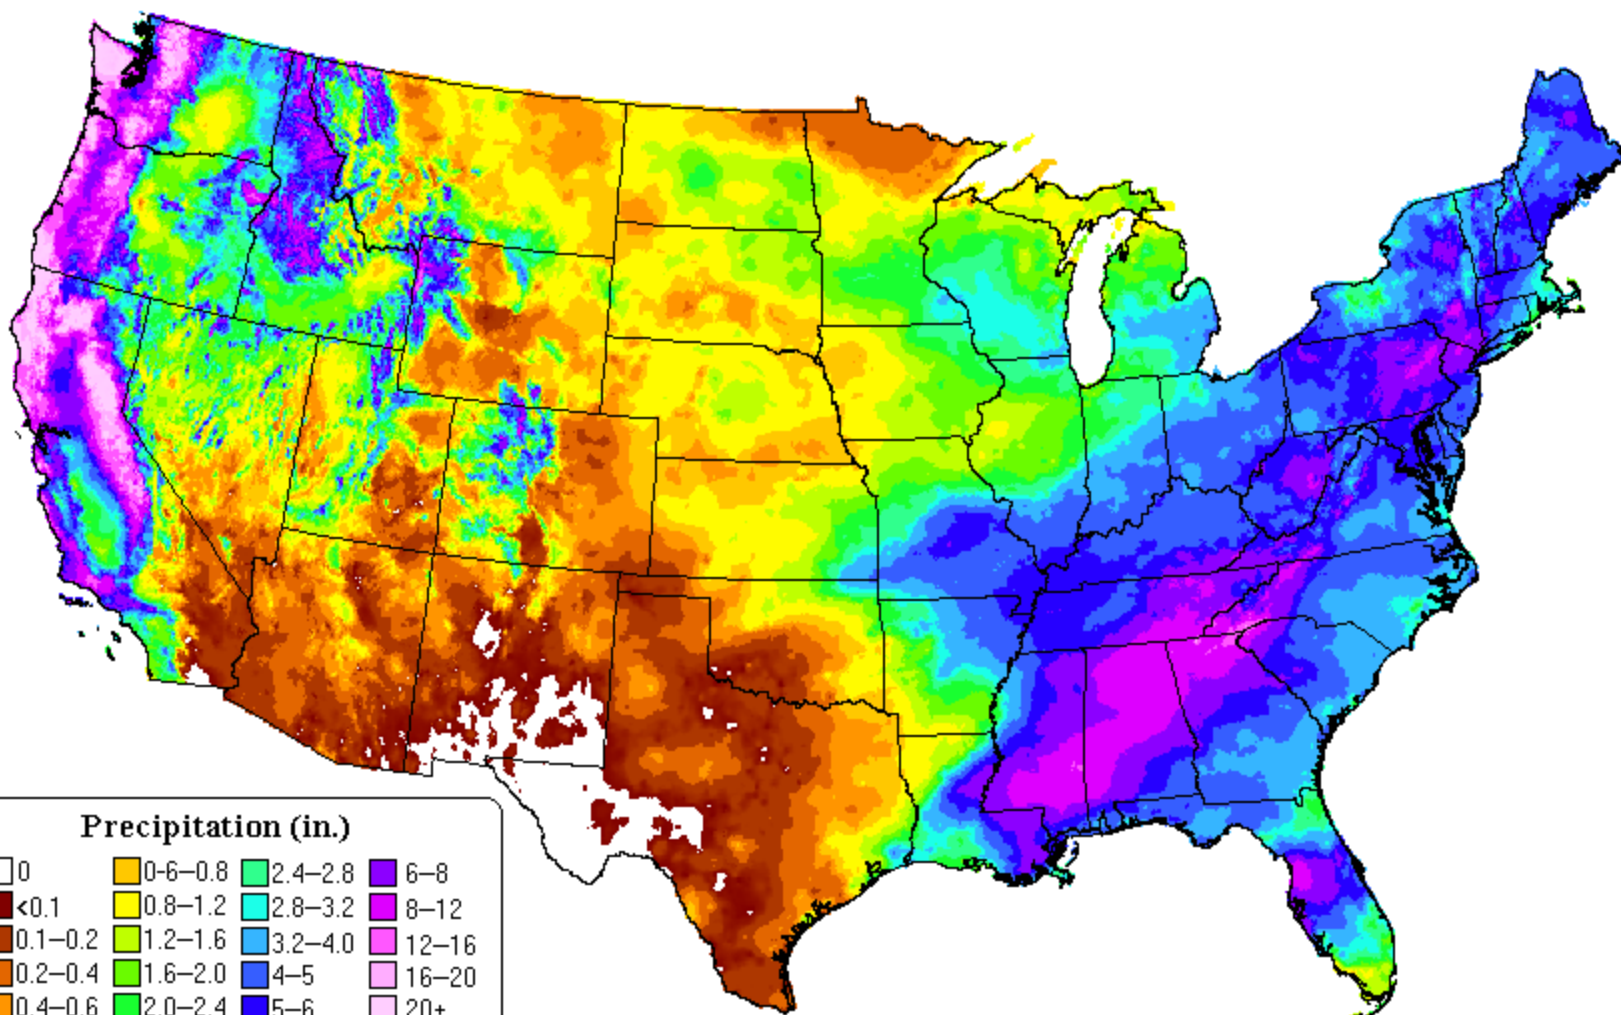 Precipitation (in.)
0 0-6–0.8 2.4–2.8 6–8
<0.1 0.8–1.2 2.8–3.2 8–12
0.1–0.2 1.2–1.6 3.2–4.0 12–16
0.2–0.4 1.6–2.0 4–5 16–20
0.4–0.6 2.0–2.4 5–6 20+